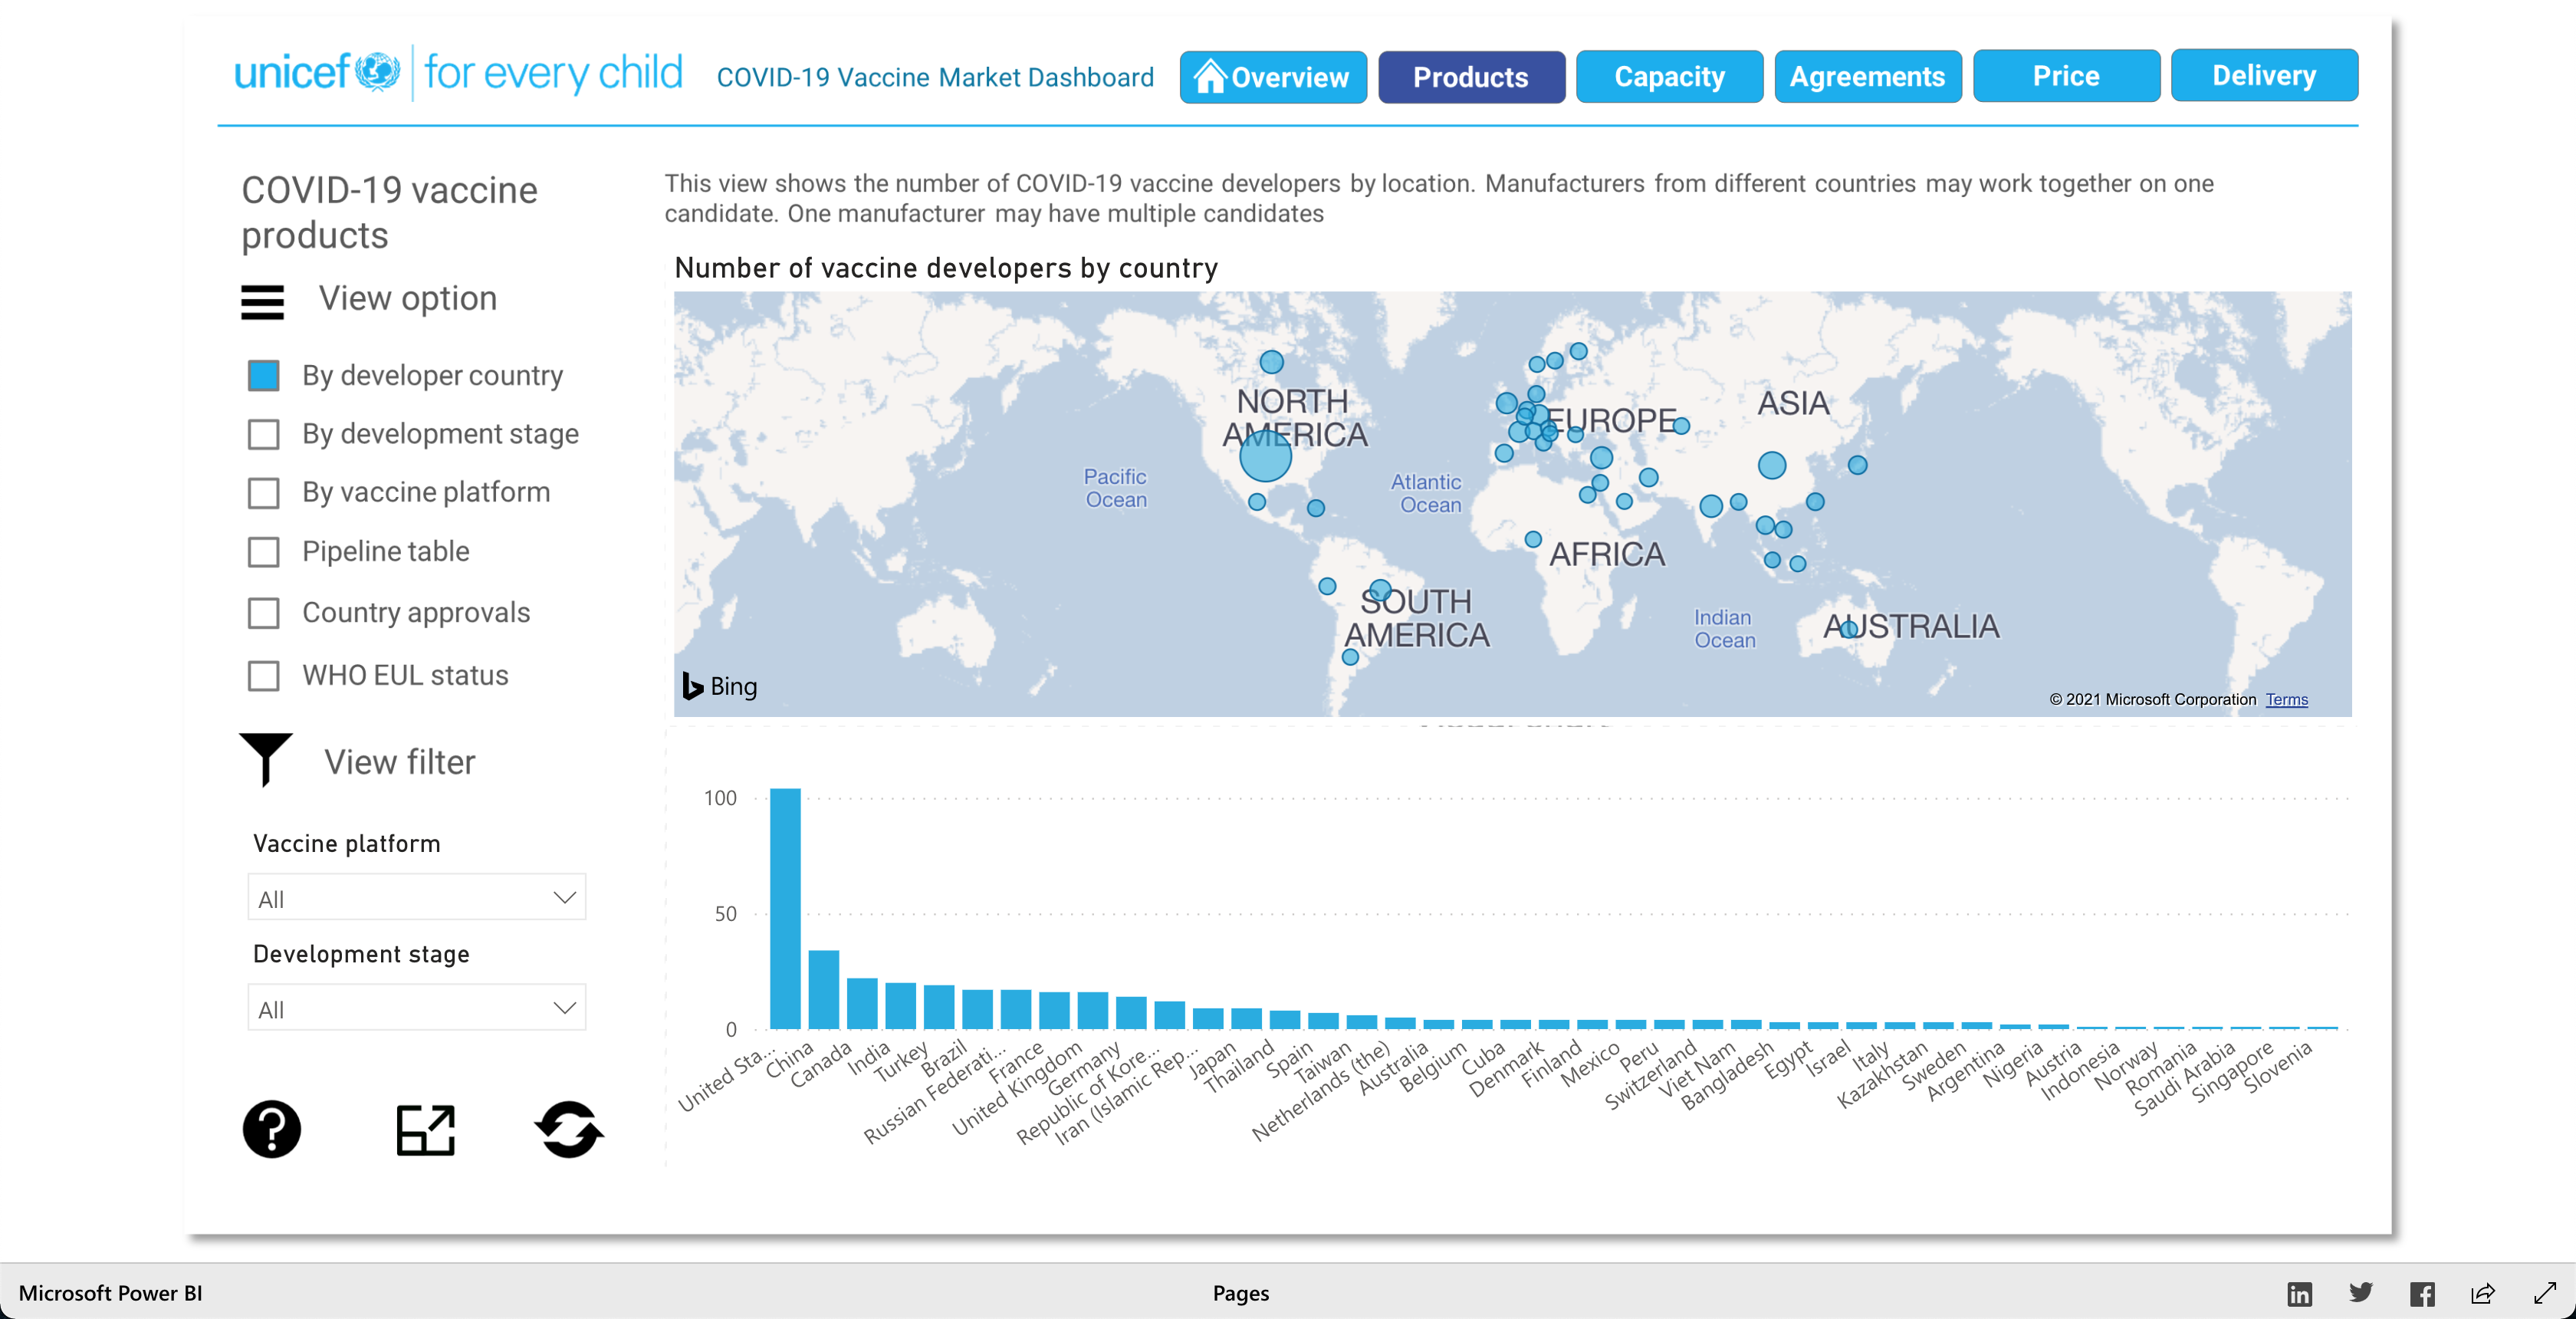 unicef for every child
COVID-19 Vaccine Market Dashboard
Overview
Products
Capacity
Agreements
Price
Delivery
COVID-19 vaccine
products
View option
By developer country
By development stage
By vaccine platform
Pipeline table
Country approvals
WHO EUL status
View filter
Vaccine platform
All
Development stage
All
This view shows the number of COVID-19 vaccine developers by location. Manufacturers from different countries may work together on one
candidate. One manufacturer may have multiple candidates
Number of vaccine developers by country
NORTH
AMERICA
EUROPE
ASIA
Pacific
Ocean
Atlantic
Ocean
AFRICA
SOUTH
AMERICA
Indian
Ocean
AUSTRALIA
Bing
© 2021 Microsoft Corporation Terms
100
50
0
United Sta...
China
Canada
India
Turkey
Brazil
Russian Federati...
France
United Kingdom
Germany
Republic of Kore...
Iran (Islamic Rep...
Japan
Thailand
Spain
Taiwan
Netherlands (the)
Australia
Belgium
Cuba
Denmark
Finland
Mexico
Peru
Switzerland
Viet Nam
Bangladesh
Egypt
Israel
Italy
Kazakhstan
Sweden
Argentina
Nigeria
Austria
Indonesia
Norway
Romania
Saudi Arabia
Singapore
Slovenia
Microsoft Power BI
Pages